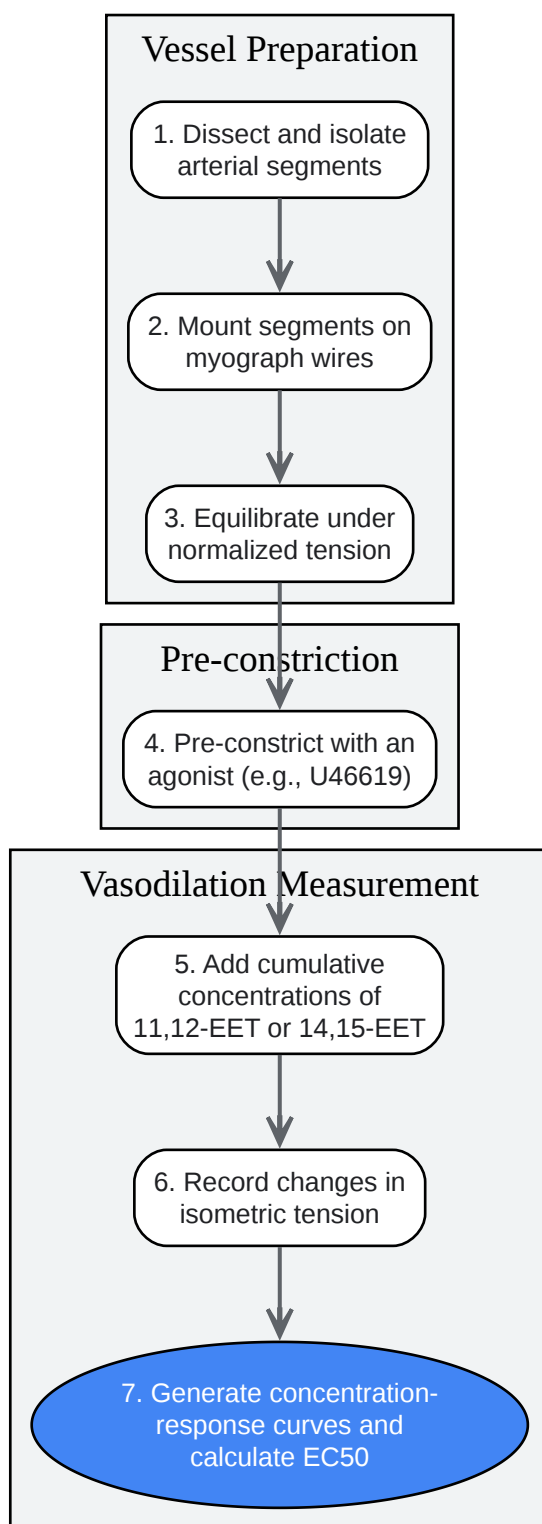 Vessel Preparation
1. Dissect and isolate
arterial segments
2. Mount segments on
myograph wires
3. Equilibrate under
normalized tension
Pre-constriction
4. Pre-constrict with an
agonist (e.g., U46619)
Vasodilation Measurement
5. Add cumulative
concentrations of
11,12-EET or 14,15-EET
6. Record changes in
isometric tension
7. Generate concentration-
response curves and
calculate EC50